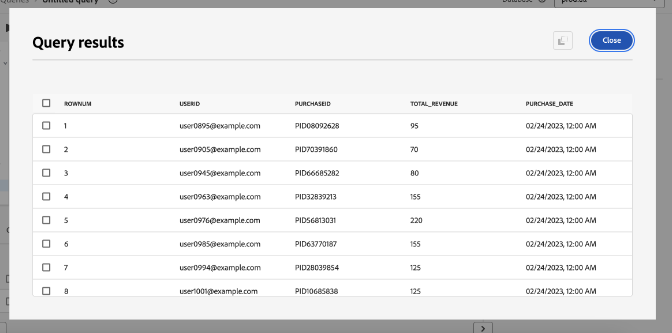 Queries
Untitled query
Database
Query results
Close
ROWNUM USERID PURCHASEID TOTAL_REVENUE PURCHASE_DATE
1 user0895@example.com PID08092628 95 02/24/2023, 12:00 AM
2 user0905@example.com PID70391860 70 02/24/2023, 12:00 AM
3 user0945@example.com PID66685282 80 02/24/2023, 12:00 AM
4 user0963@example.com PID32839213 155 02/24/2023, 12:00 AM
5 user0976@example.com PID56813031 220 02/24/2023, 12:00 AM
6 user0985@example.com PID63770187 155 02/24/2023, 12:00 AM
7 user0994@example.com PID28039854 125 02/24/2023, 12:00 AM
8 user1001@example.com PID10685838 125 02/24/2023, 12:00 AM